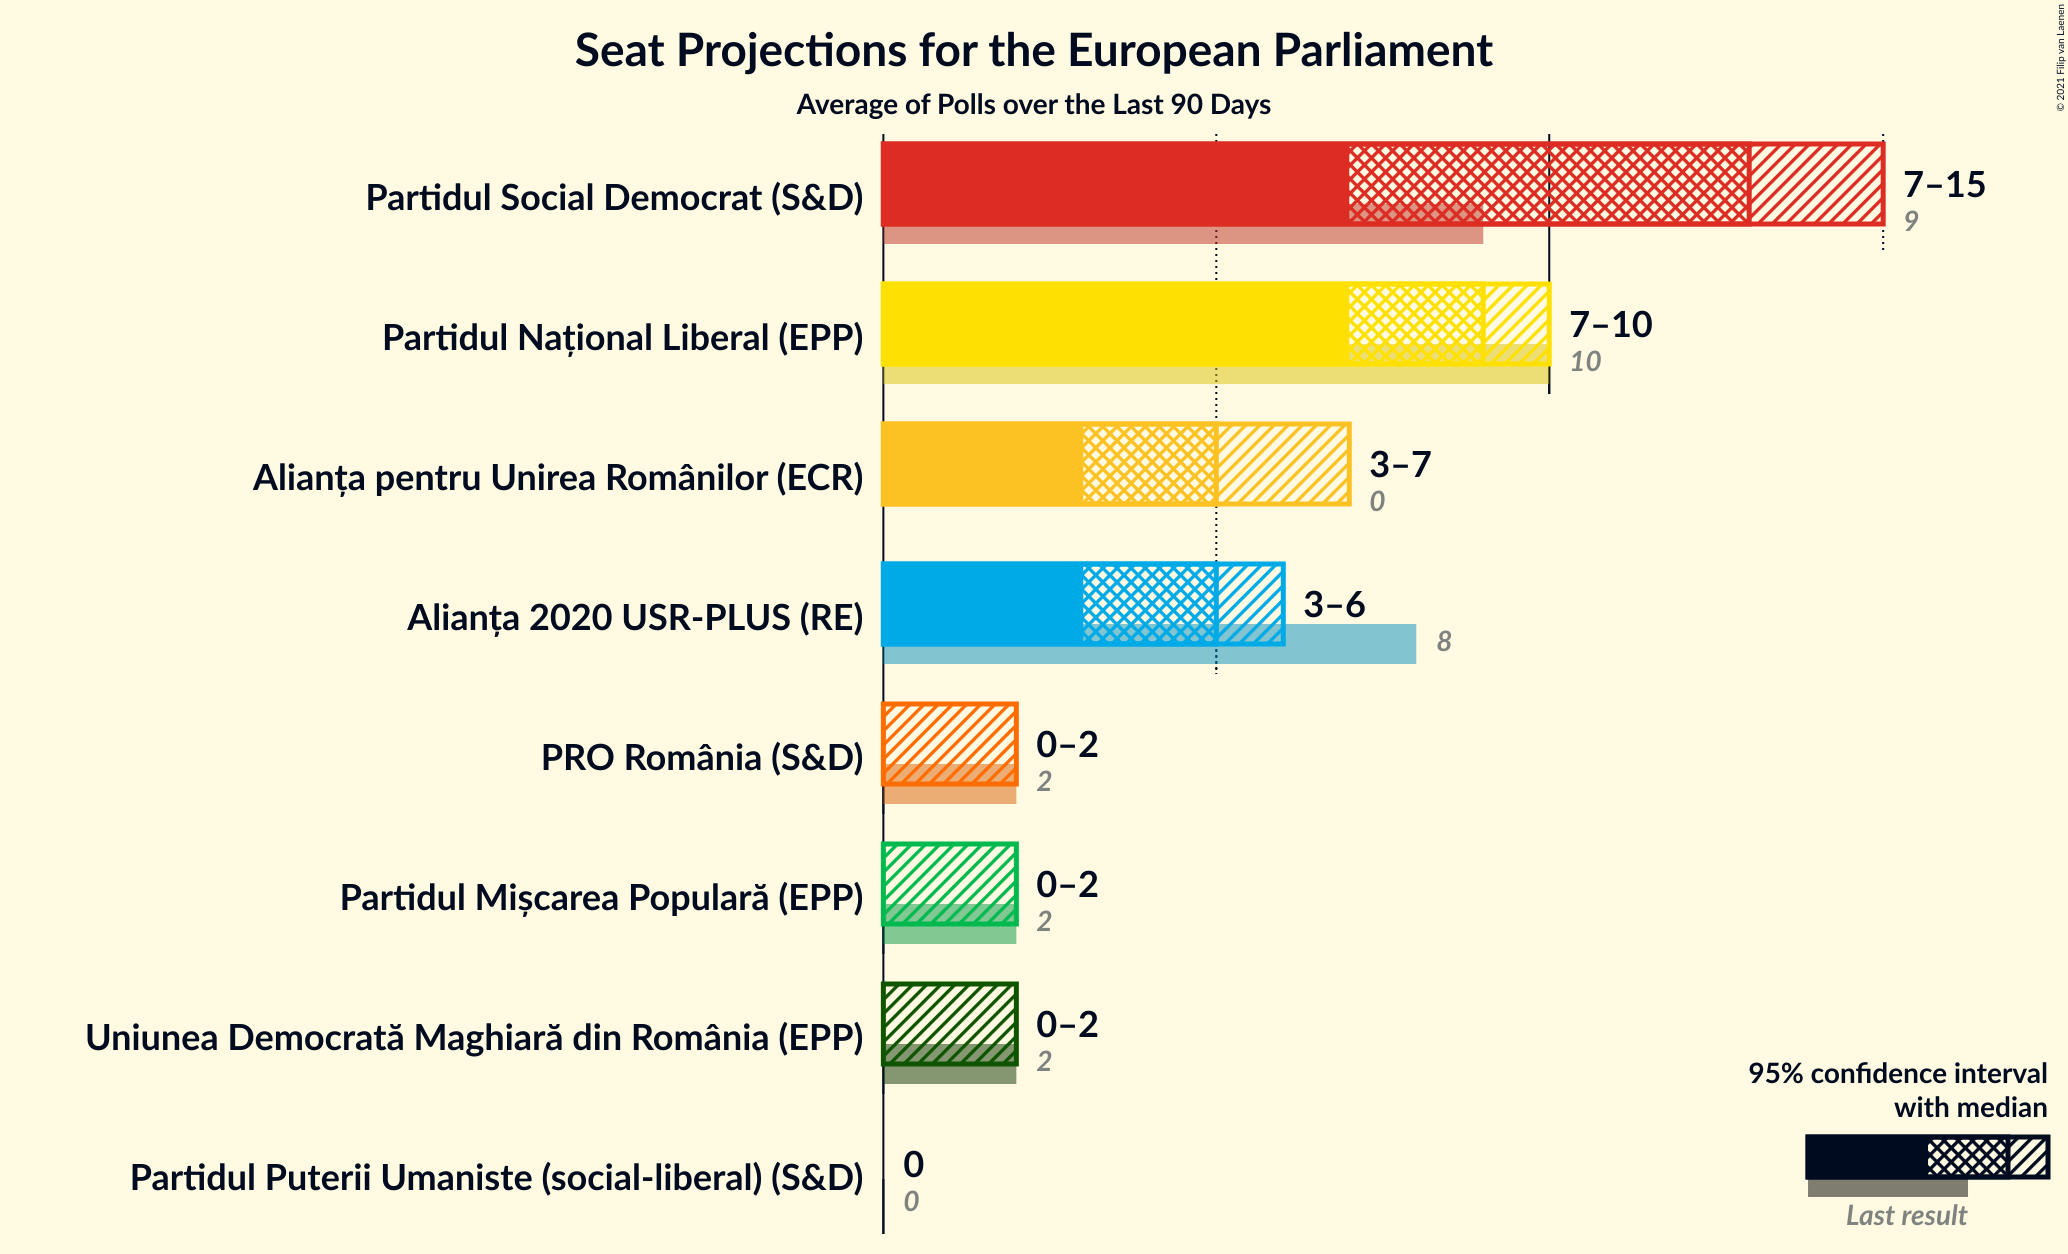 Seat Projections for the European Parliament
Average of Polls over the Last 90 Days
© 2021 Filip van Laenen
Partidul Social Democrat (S&D)
7–15
9
Partidul Național Liberal (EPP)
7–10
10
Alianța pentru Unirea Românilor (ECR)
3–7
0
Alianța 2020 USR-PLUS (RE)
3–6
8
PRO România (S&D)
0–2
2
Partidul Mișcarea Populară (EPP)
0–2
2
Uniunea Democrată Maghiară din România (EPP)
0–2
2
Partidul Puterii Umaniste (social-liberal) (S&D)
0
0
95% confidence interval
with median
Last result